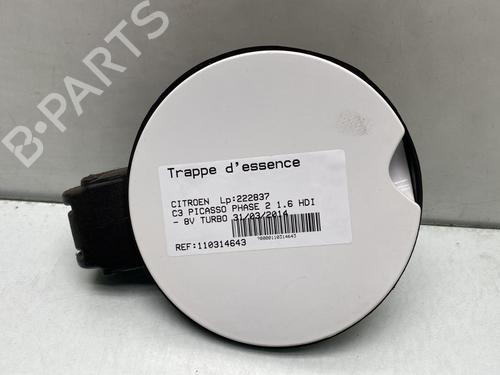 B-PARTS
Trappe d'essence
CITROEN Lp:222837
C3 PICASSO PHASE 2 1.6 HDI
- 8V TURBO 31/03/2014
REF:110314643
70000110314643